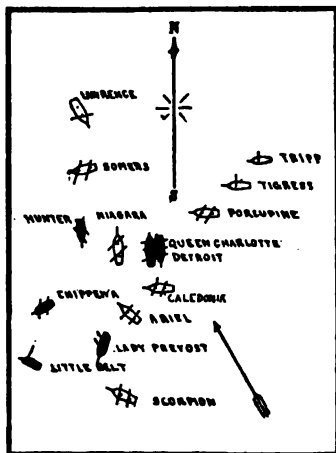 N
LAWRENCE
TRIPP
SOMERS
TIGRESS
S
PORCUPINE
HUNTER
NIAGARA
QUEEN CHARLOTTE
DETROIT
CHIPPEWA
CALEDONIA
ARIEL
LADY PREVOST
LITTLE BELT
SCORPION